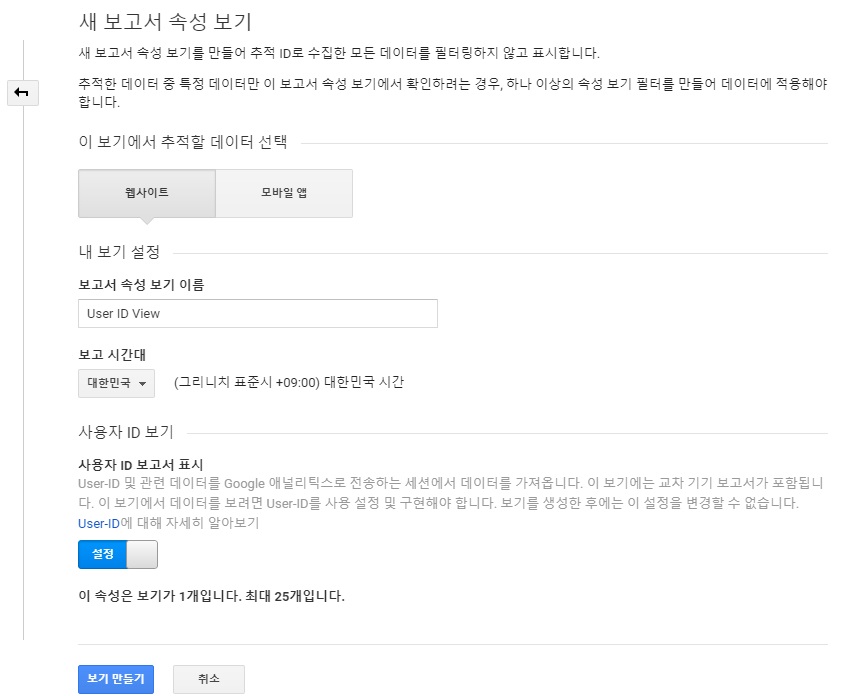 새 보고서 속성 보기
새 보고서 속성 보기를 만들어 추적 ID로 수집한 모든 데이터를 필터링하지 않고 표시합니다.
추적한 데이터 중 특정 데이터만 이 보고서 속성 보기에서 확인하려는 경우, 하나 이상의 속성 보기 필터를 만들어 데이터에 적용해야
합니다.
이 보기에서 추적할 데이터 선택
웹사이트 모바일 앱
내 보기 설정
보고서 속성 보기 이름
User ID View
보고 시간대
대한민국 (그리니치 표준시 +09:00) 대한민국 시간
사용자 ID 보기
사용자 ID 보고서 표시
User-ID 및 관련 데이터를 Google 애널리틱스로 전송하는 세션에서 데이터를 가져옵니다. 이 보기에는 교차 기기 보고서가 포함됩니
다. 이 보기에서 데이터를 보려면 User-ID를 사용 설정 및 구현해야 합니다. 보기를 생성한 후에는 이 설정을 변경할 수 없습니다.
User-ID에 대해 자세히 알아보기
설정
이 속성은 보기가 1개입니다. 최대 25개입니다.
보기 만들기 취소